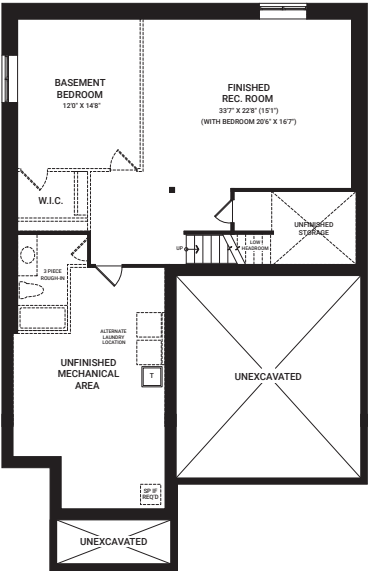 BASEMENT
BEDROOM
12'0" X 14'8"
FINISHED
REC. ROOM
33'7" X 22'8" (15'1")
(WITH BEDROOM 20'6" X 16'7")
W.I.C.
UNFINISHED
STORAGE
UP
LOW
HEADROOM
3 PIECE
ROUGH-IN
ALTERNATE
LAUNDRY
LOCATION
UNFINISHED
MECHANICAL
AREA
T
UNEXCAVATED
SP IF
REQ'D
UNEXCAVATED